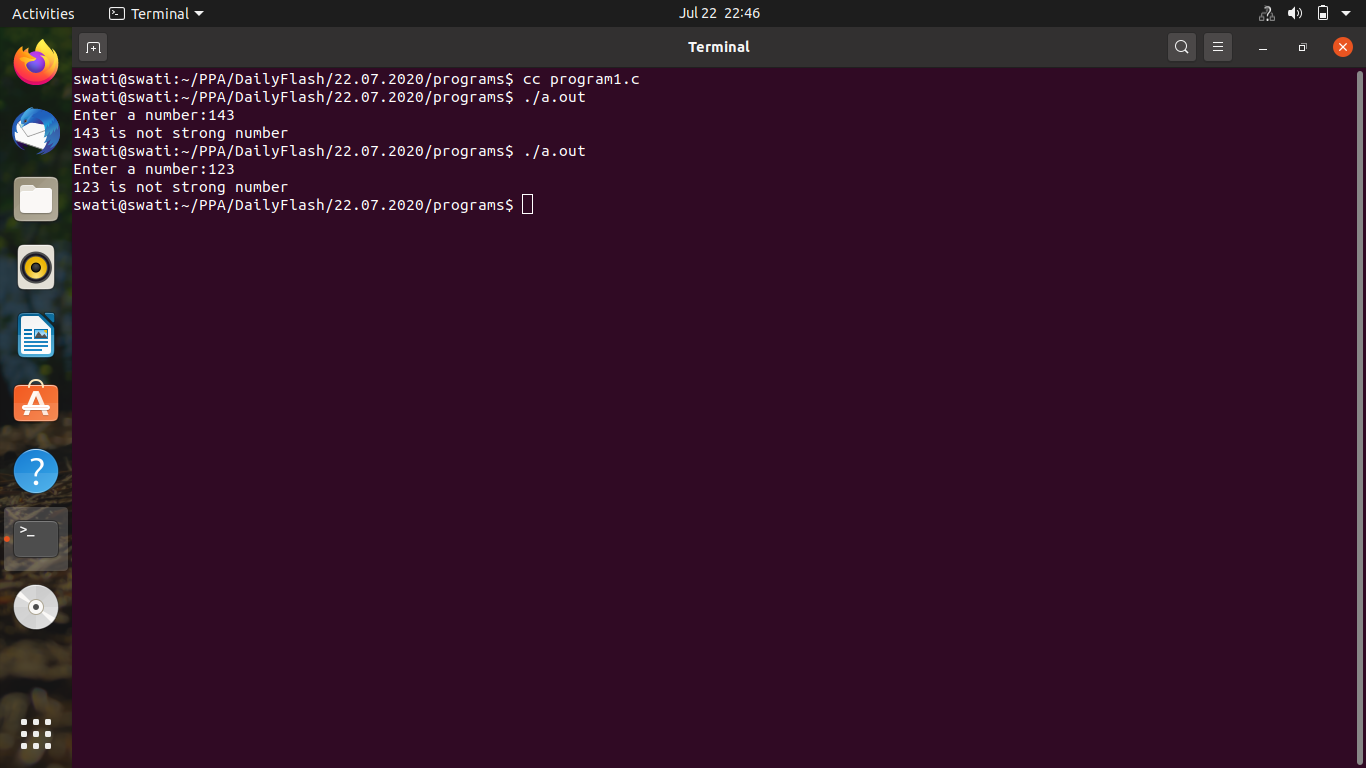 Activities
Terminal
Jul 22 22:46
Terminal
swati@swati:~/PPA/DailyFlash/22.07.2020/programs$ cc program1.c
swati@swati:~/PPA/DailyFlash/22.07.2020/programs$ ./a.out
Enter a number:143
143 is not strong number
swati@swati:~/PPA/DailyFlash/22.07.2020/programs$ ./a.out
Enter a number:123
123 is not strong number
swati@swati:~/PPA/DailyFlash/22.07.2020/programs$